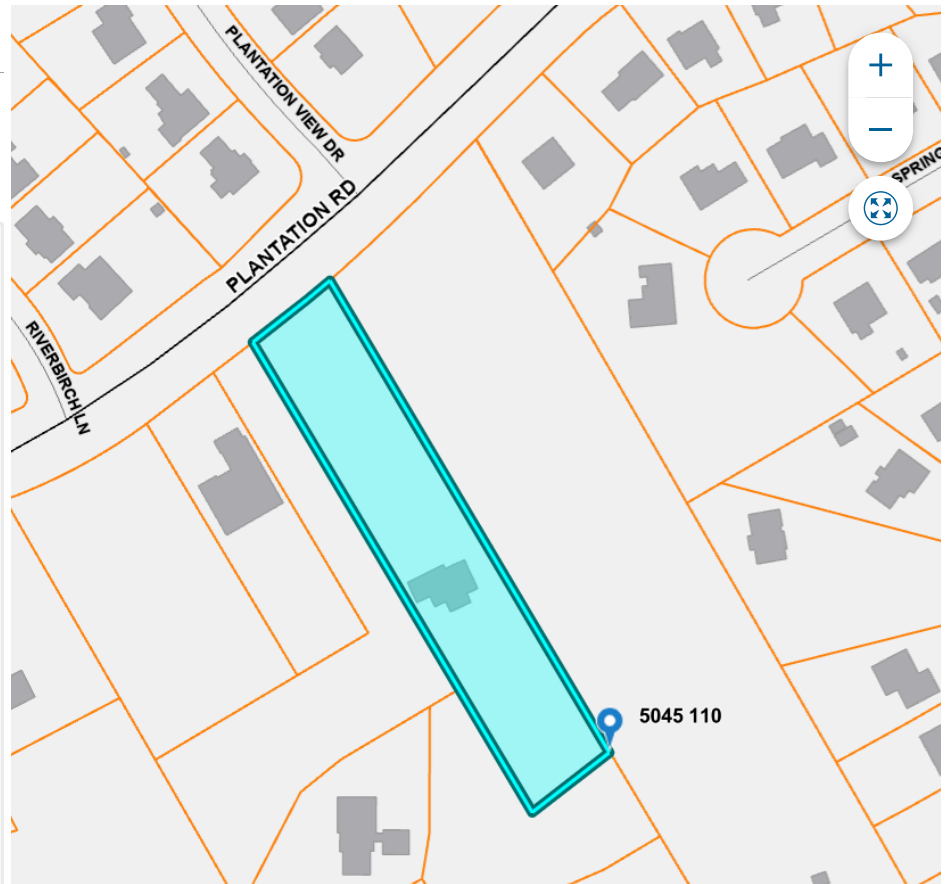 PLANTATION VIEW DR
PLANTATION RD
SPRING
RIVERBIRCH LN
5045 110